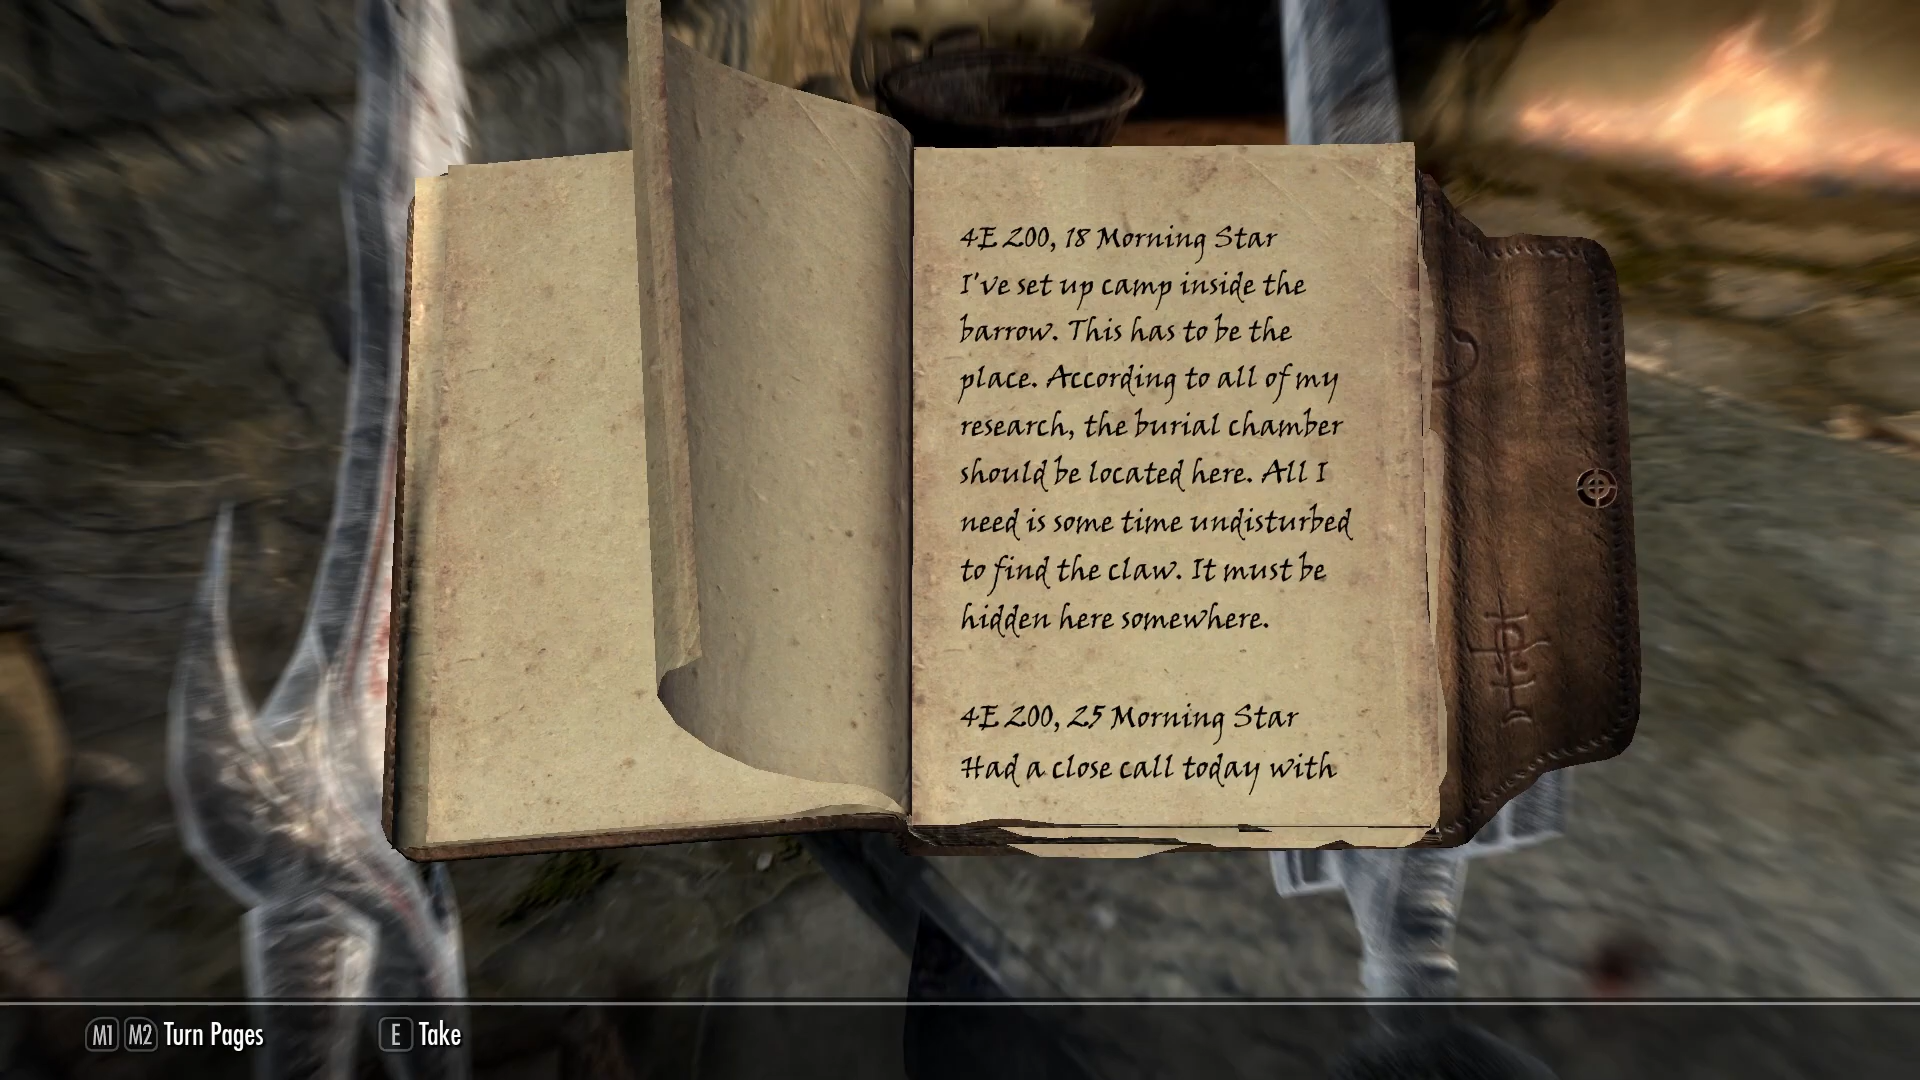 4E 200, 18 Morning Star
I've set up camp inside the
barrow. This has to be the
place. According to all of my
research, the burial chamber
should be located here. All I
need is some time undisturbed
to find the claw. It must be
hidden here somewhere.
4E 200, 25 Morning Star
Had a close call today with
M1 M2 Turn Pages
E Take